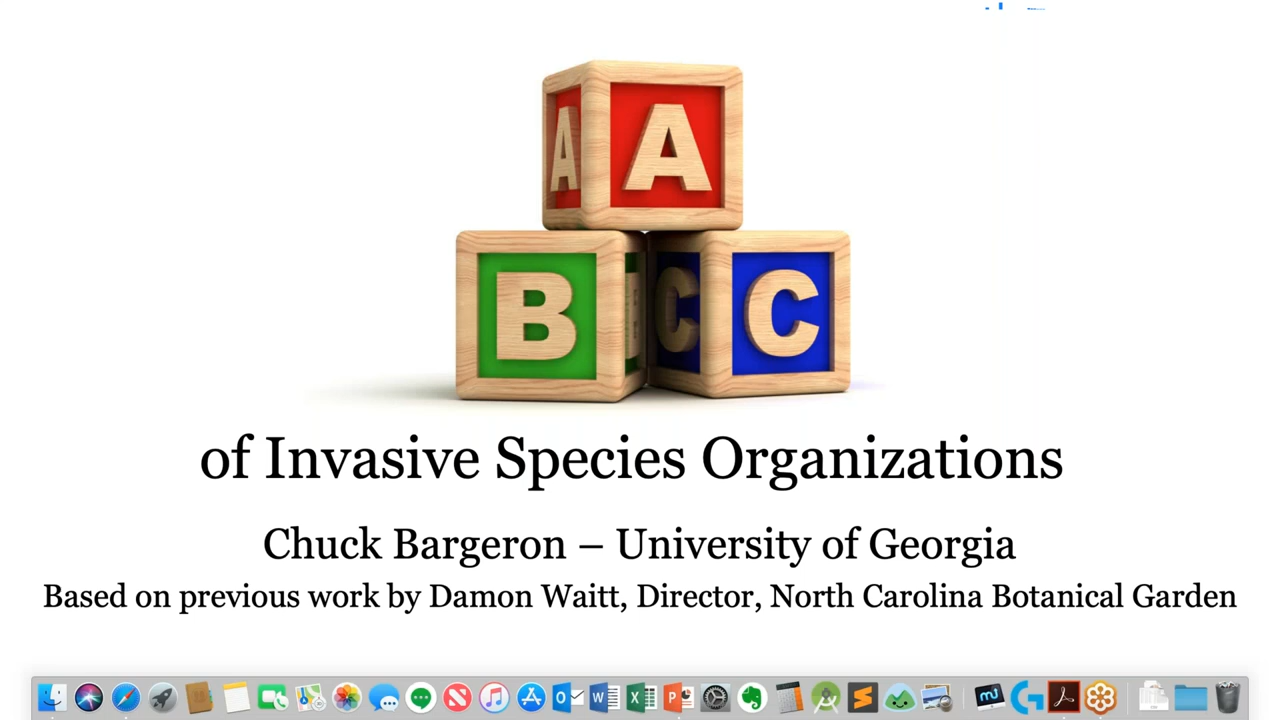 A A
B C C
of Invasive Species Organizations
Chuck Bargeron – University of Georgia
Based on previous work by Damon Waitt, Director, North Carolina Botanical Garden